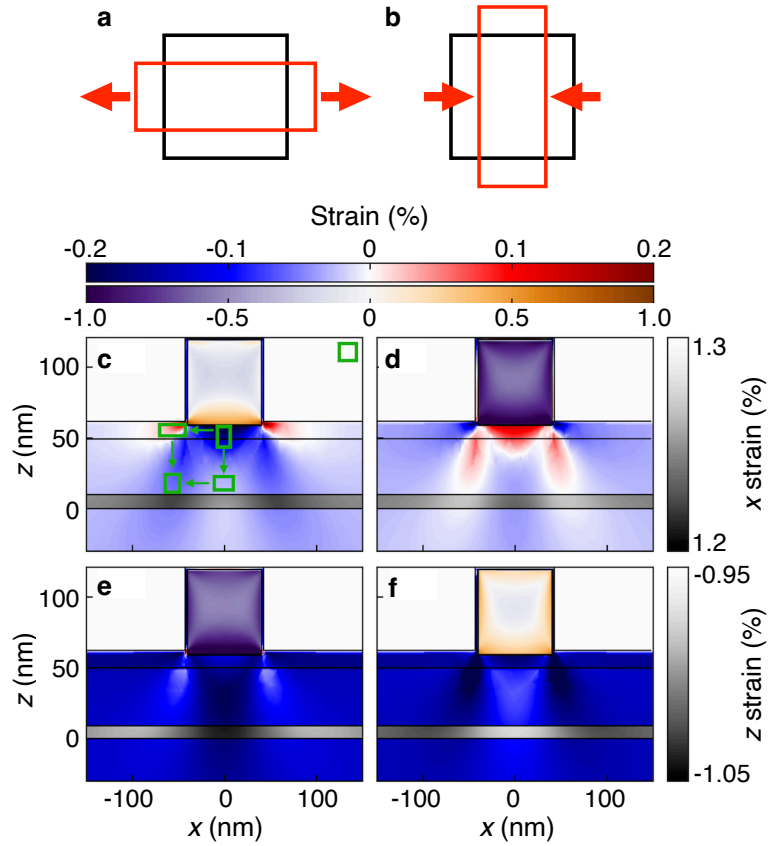 a b
Strain (%)
-0.2 -0.1 0 0.1 0.2
-1.0 -0.5 0 0.5 1.0
c d
100
50
0
z (nm)
1.3
1.2
x strain (%)
e f
100
50
0
z (nm)
-0.95
-1.05
z strain (%)
-100 0 100 -100 0 100
x (nm) x (nm)